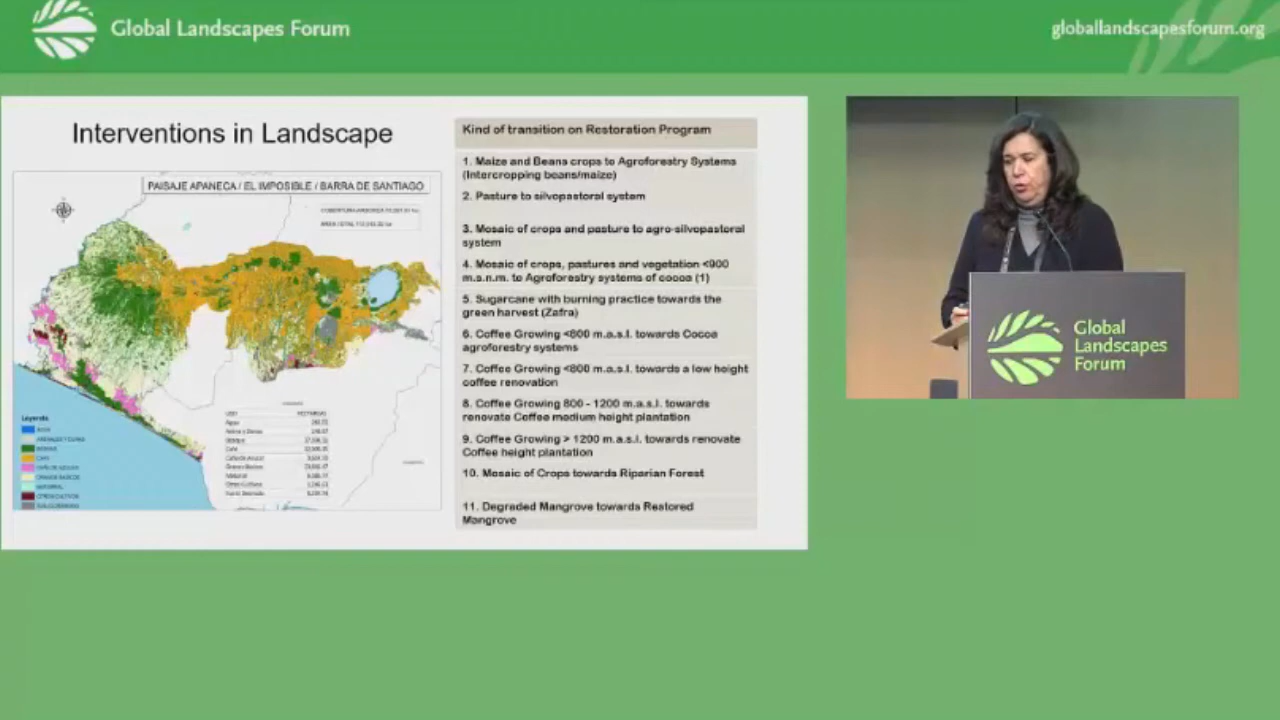 Global Landscapes Forum
globallandscapesforum.org
Interventions in Landscape
PAISAJE APANECA / EL IMPOSIBLE / BARRA DE SANTIAGO
Kind of transition on Restoration Program
1. Maize and Beans crops to Agroforestry Systems
(Intercropping beans/maize)
2. Pasture to silvopastoral system
3. Mosaic of crops and pasture to agro-silvopastoral
system
4. Mosaic of crops, pastures and vegetation <900
m.s.n.m. to Agroforestry systems of cocoa (1)
5. Sugarcane with burning practice towards the
green harvest (Zafra)
6. Coffee Growing <800 m.a.s.l. towards Cocoa
agroforestry systems
7. Coffee Growing <800 m.a.s.l. towards a low height
coffee renovation
8. Coffee Growing 800 - 1200 m.a.s.l. towards
renovate Coffee medium height plantation
9. Coffee Growing > 1200 m.a.s.l. towards renovate
Coffee height plantation
10. Mosaic of Crops towards Riparian Forest
11. Degraded Mangrove towards Restored
Mangrove
Global
Landscapes
Forum